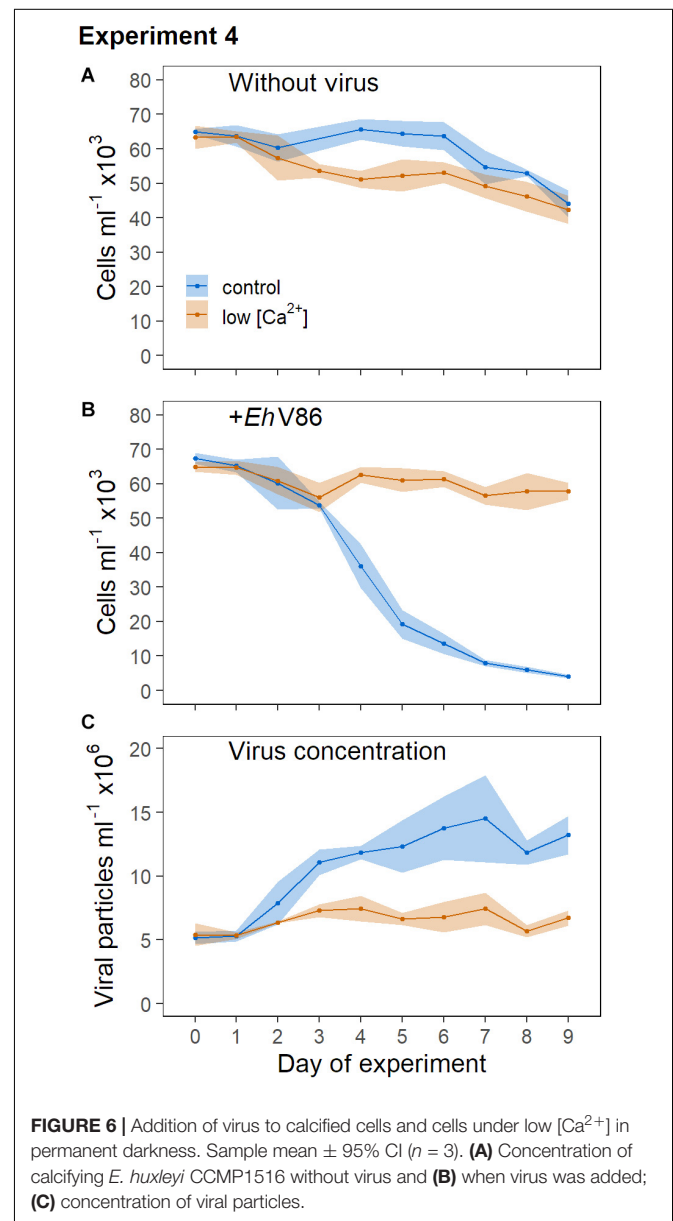 Experiment 4
A
Without virus
80
70
60
50
40
30
20
10
0
Cells ml⁻¹ x10³
control
low [Ca²⁺]
B
+EhV86
80
70
60
50
40
30
20
10
0
Cells ml⁻¹ x10³
C
Virus concentration
20
15
10
5
0
Viral particles ml⁻¹ x10⁶
0 1 2 3 4 5 6 7 8 9
Day of experiment
FIGURE 6 | Addition of virus to calcified cells and cells under low [Ca²⁺] in
permanent darkness. Sample mean ± 95% CI (n = 3). (A) Concentration of
calcifying E. huxleyi CCMP1516 without virus and (B) when virus was added;
(C) concentration of viral particles.